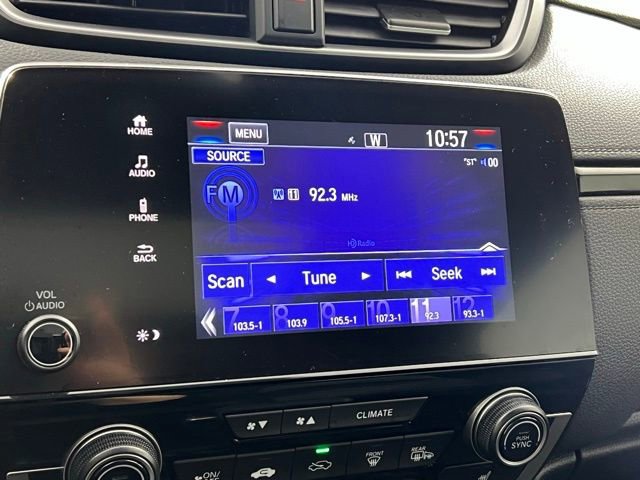 HOME
AUDIO
PHONE
BACK
VOL
AUDIO
MENU
W
10:57
SOURCE
"ST" 00
FM
92.3 MHz
HD Radio
Scan
Tune
Seek
7 103.5-1
8 103.9
9 105.5-1
10 107.3-1
11 92.3
12 93.3-1
CLIMATE
PUSH
SYNC
ON/
FRONT
REAR